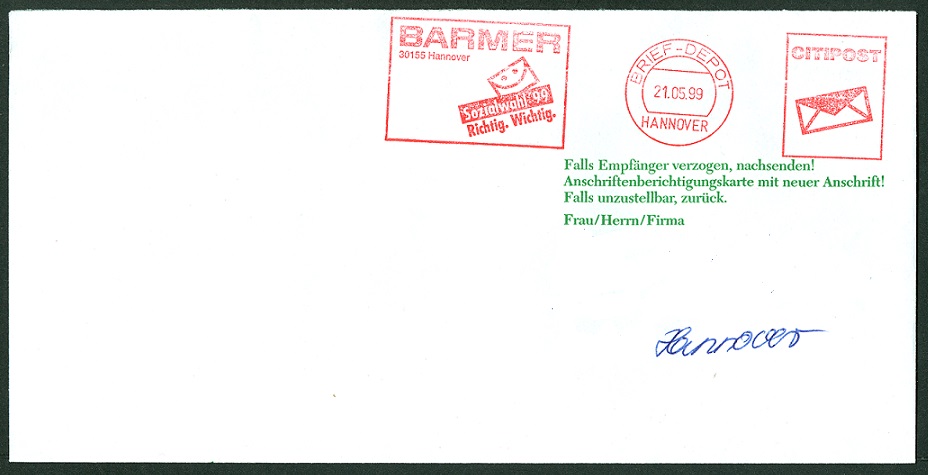 BARMER
30155 Hannover
Sozialwahl '99
Richtig. Wichtig.
BRIEF-DEPOT
21.05.99
HANNOVER
CITIPOST
Falls Empfänger verzogen, nachsenden!
Anschriftenberichtigungskarte mit neuer Anschrift!
Falls unzustellbar, zurück.
Frau/Herrn/Firma
Hannover